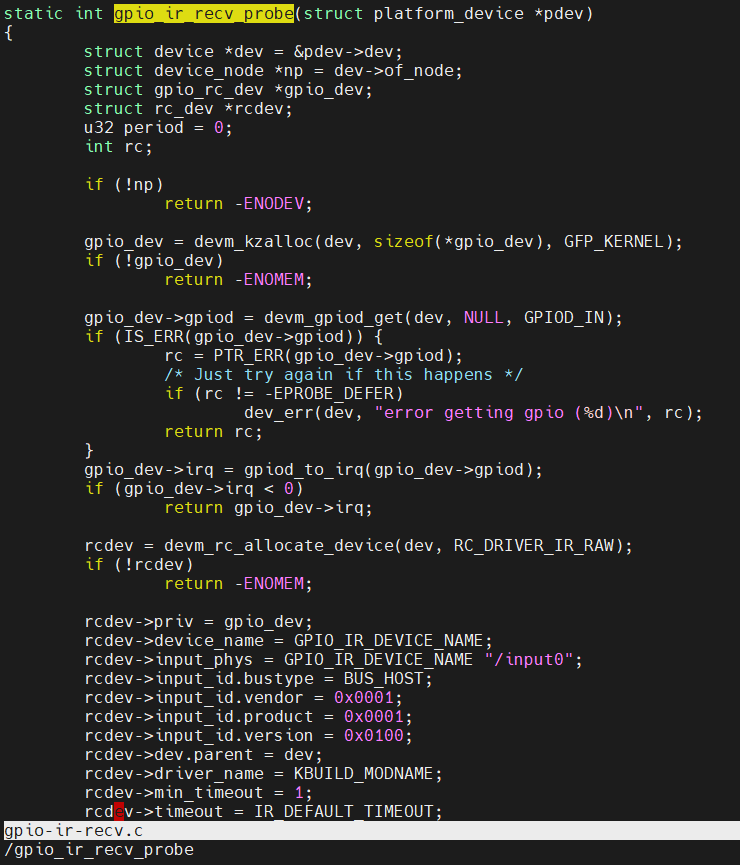 static int gpio_ir_recv_probe(struct platform_device *pdev)
{
        struct device *dev = &pdev->dev;
        struct device_node *np = dev->of_node;
        struct gpio_rc_dev *gpio_dev;
        struct rc_dev *rcdev;
        u32 period = 0;
        int rc;

        if (!np)
                return -ENODEV;

        gpio_dev = devm_kzalloc(dev, sizeof(*gpio_dev), GFP_KERNEL);
        if (!gpio_dev)
                return -ENOMEM;

        gpio_dev->gpiod = devm_gpiod_get(dev, NULL, GPIOD_IN);
        if (IS_ERR(gpio_dev->gpiod)) {
                rc = PTR_ERR(gpio_dev->gpiod);
                /* Just try again if this happens */
                if (rc != -EPROBE_DEFER)
                        dev_err(dev, "error getting gpio (%d)\n", rc);
                return rc;
        }
        gpio_dev->irq = gpiod_to_irq(gpio_dev->gpiod);
        if (gpio_dev->irq < 0)
                return gpio_dev->irq;

        rcdev = devm_rc_allocate_device(dev, RC_DRIVER_IR_RAW);
        if (!rcdev)
                return -ENOMEM;

        rcdev->priv = gpio_dev;
        rcdev->device_name = GPIO_IR_DEVICE_NAME;
        rcdev->input_phys = GPIO_IR_DEVICE_NAME "/input0";
        rcdev->input_id.bustype = BUS_HOST;
        rcdev->input_id.vendor = 0x0001;
        rcdev->input_id.product = 0x0001;
        rcdev->input_id.version = 0x0100;
        rcdev->dev.parent = dev;
        rcdev->driver_name = KBUILD_MODNAME;
        rcdev->min_timeout = 1;
        rcdev->timeout = IR_DEFAULT_TIMEOUT;
gpio-ir-recv.c
/gpio_ir_recv_probe